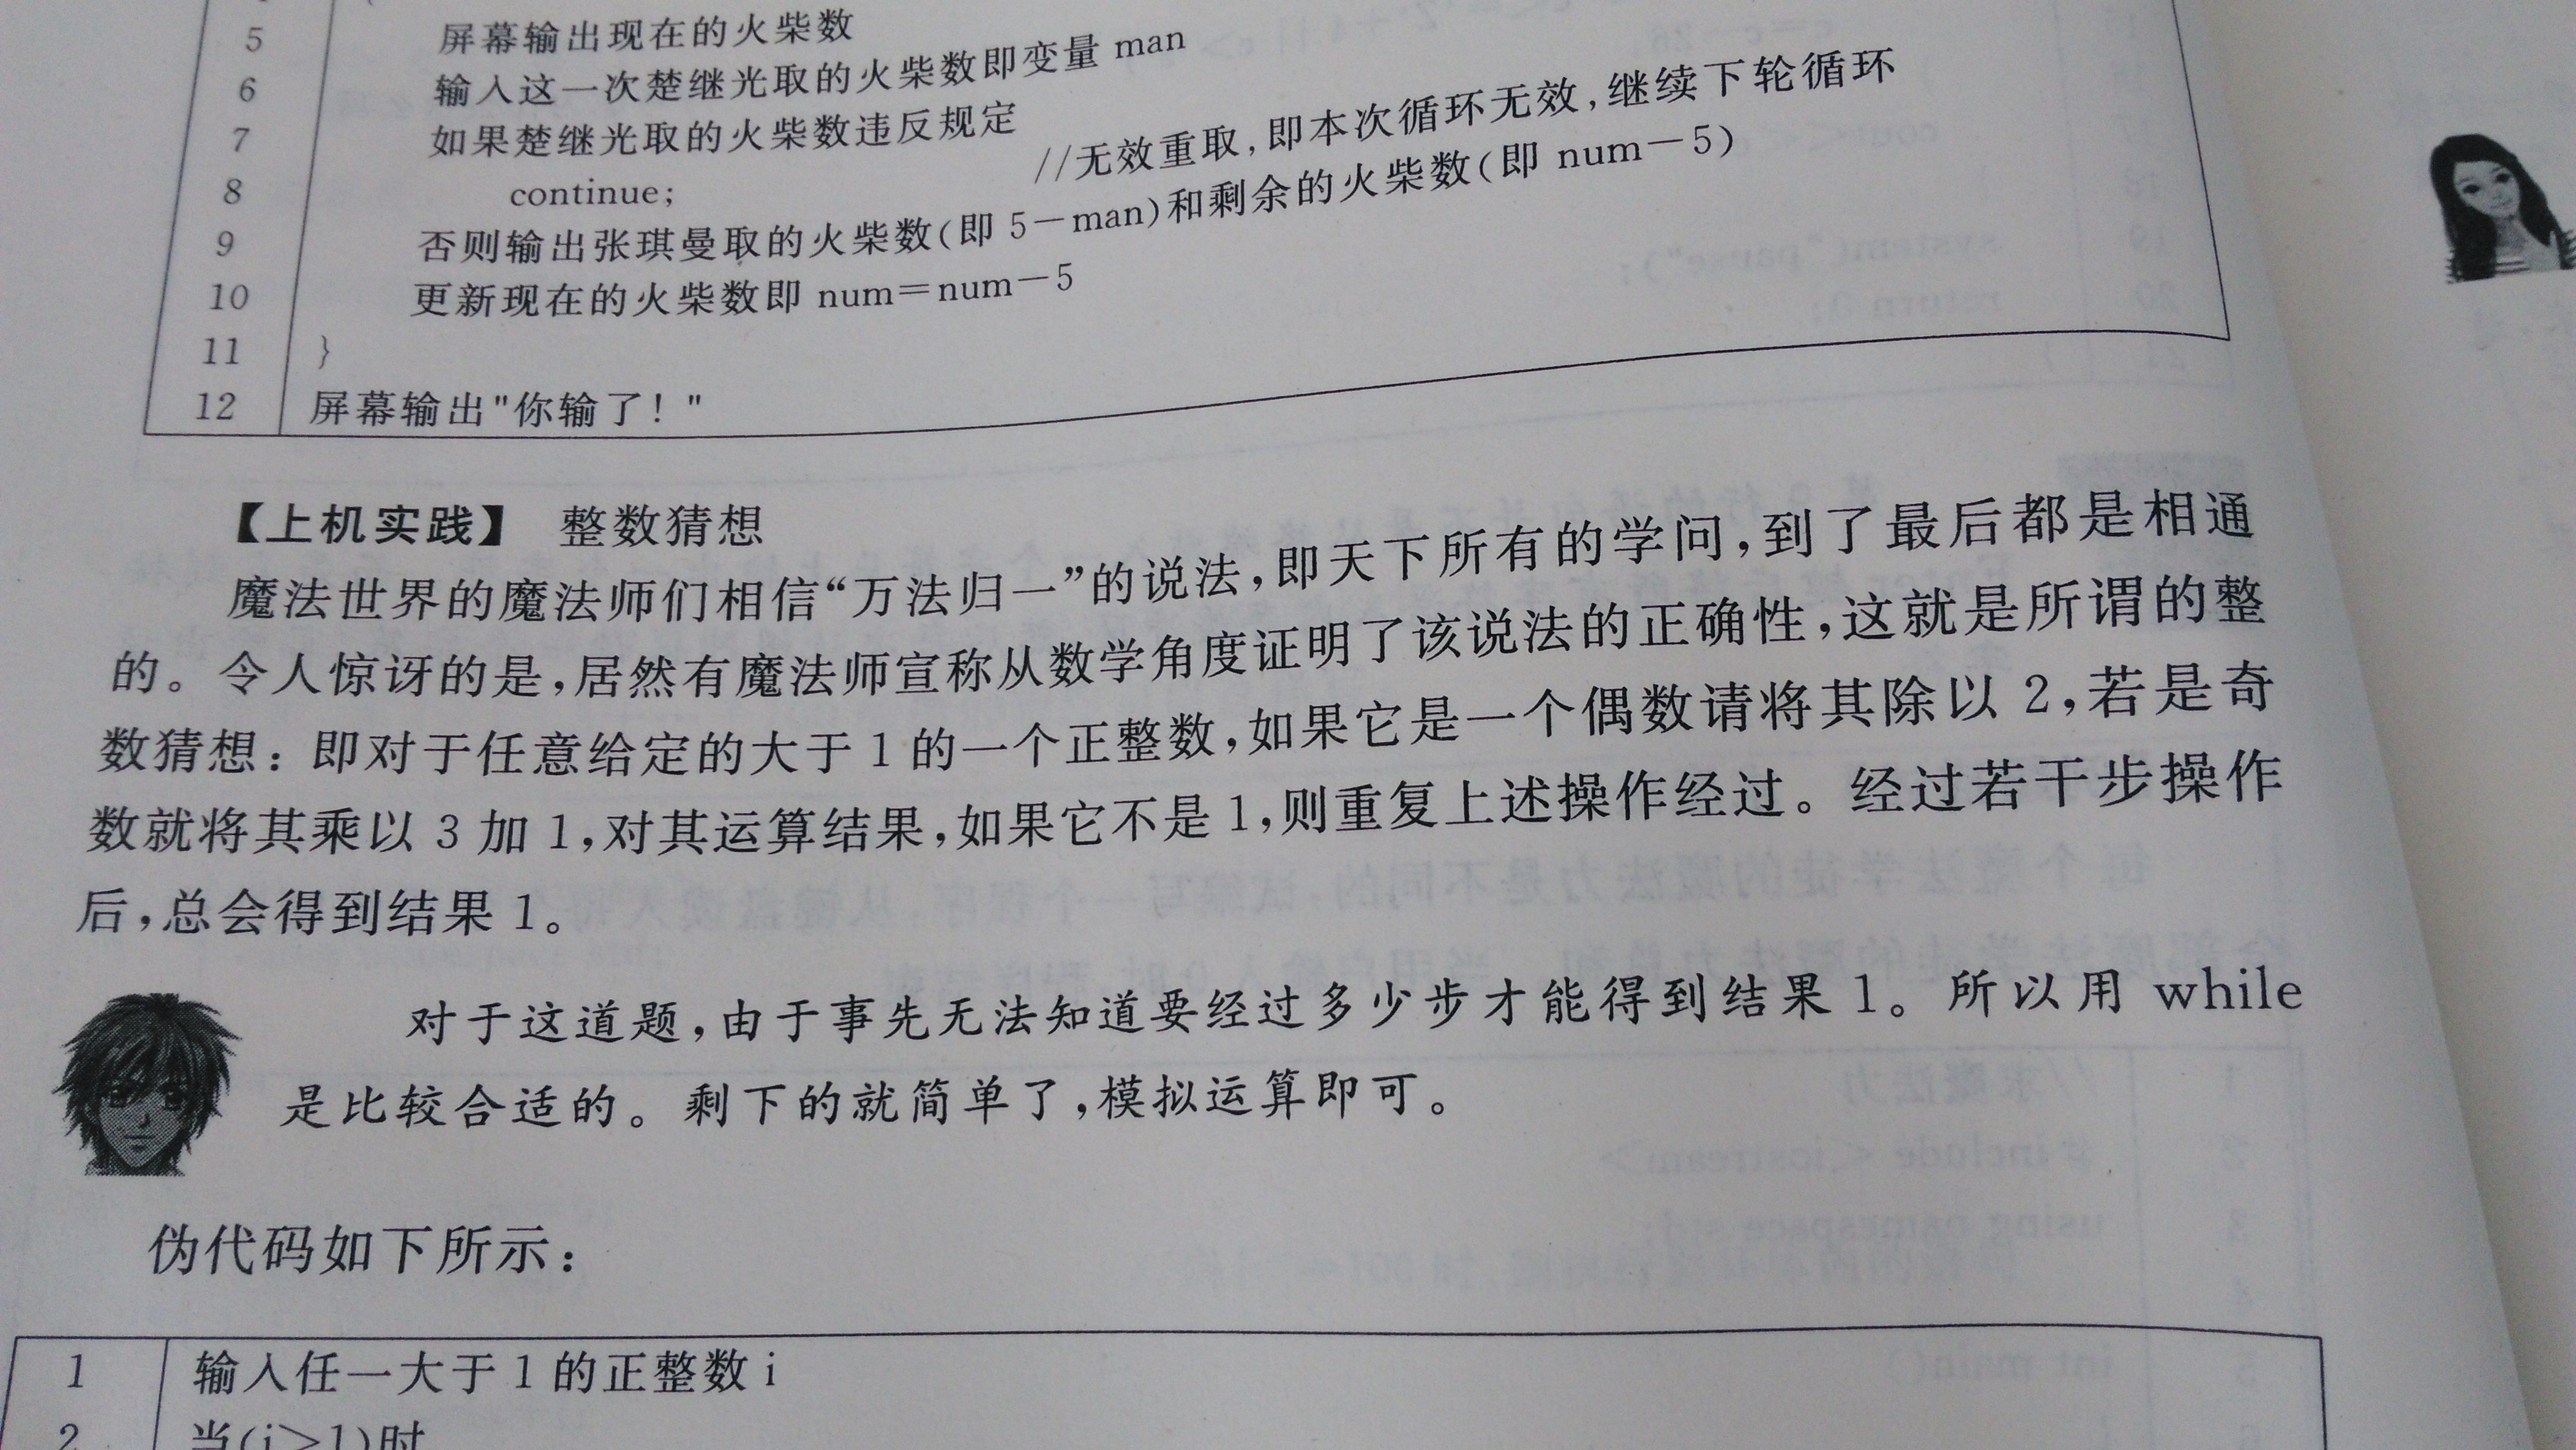 5 屏幕输出现在的火柴数
6 输入这一次楚继光取的火柴数即变量 man
7 如果楚继光取的火柴数违反规定
8 continue; //无效重取,即本次循环无效,继续下轮循环
9 否则输出张琪曼取的火柴数(即 5-man)和剩余的火柴数(即 num-5)
10 更新现在的火柴数即 num=num-5
11 }
12 屏幕输出"你输了！"
【上机实践】 整数猜想
魔法世界的魔法师们相信“万法归一”的说法,即天下所有的学问,到了最后都是相通
的。令人惊讶的是,居然有魔法师宣称从数学角度证明了该说法的正确性,这就是所谓的整
数猜想：即对于任意给定的大于 1 的一个正整数,如果它是一个偶数请将其除以 2,若是奇
数就将其乘以 3 加 1,对其运算结果,如果它不是 1,则重复上述操作经过。经过若干步操作
后,总会得到结果 1。
对于这道题,由于事先无法知道要经过多少步才能得到结果 1。所以用 while
是比较合适的。剩下的就简单了,模拟运算即可。
伪代码如下所示：
1 输入任一大于 1 的正整数 i
2 当(i>1)时